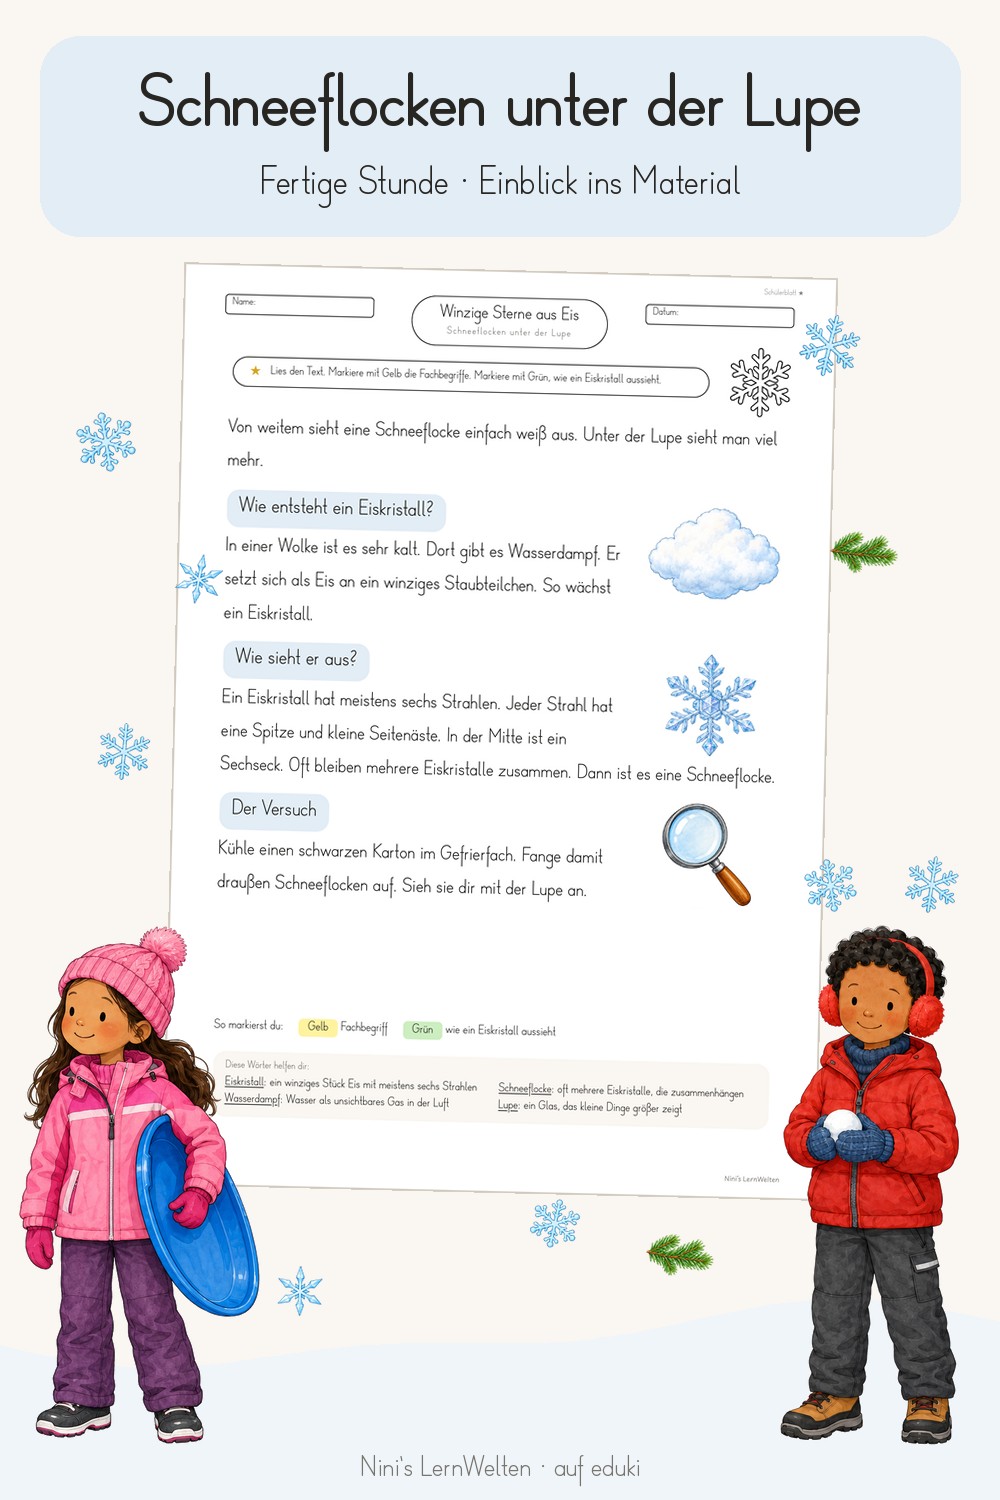 Schneeflocken unter der Lupe
Fertige Stunde · Einblick ins Material
Schülerblatt ★
Name:
Winzige Sterne aus Eis
Schneeflocken unter der Lupe
Datum:
★ Lies den Text. Markiere mit Gelb die Fachbegriffe. Markiere mit Grün, wie ein Eiskristall aussieht.
Von weitem sieht eine Schneeflocke einfach weiß aus. Unter der Lupe sieht man viel
mehr.
Wie entsteht ein Eiskristall?
In einer Wolke ist es sehr kalt. Dort gibt es Wasserdampf. Er
setzt sich als Eis an ein winziges Staubteilchen. So wächst
ein Eiskristall.
Wie sieht er aus?
Ein Eiskristall hat meistens sechs Strahlen. Jeder Strahl hat
eine Spitze und kleine Seitenäste. In der Mitte ist ein
Sechseck. Oft bleiben mehrere Eiskristalle zusammen. Dann ist es eine Schneeflocke.
Der Versuch
Kühle einen schwarzen Karton im Gefrierfach. Fange damit
draußen Schneeflocken auf. Sieh sie dir mit der Lupe an.
So markierst du: Gelb Fachbegriff Grün wie ein Eiskristall aussieht
Diese Wörter helfen dir:
Eiskristall: ein winziges Stück Eis mit meistens sechs Strahlen
Wasserdampf: Wasser als unsichtbares Gas in der Luft
Schneeflocke: oft mehrere Eiskristalle, die zusammenhängen
Lupe: ein Glas, das kleine Dinge größer zeigt
Nini's LernWelten
Nini's LernWelten · auf eduki